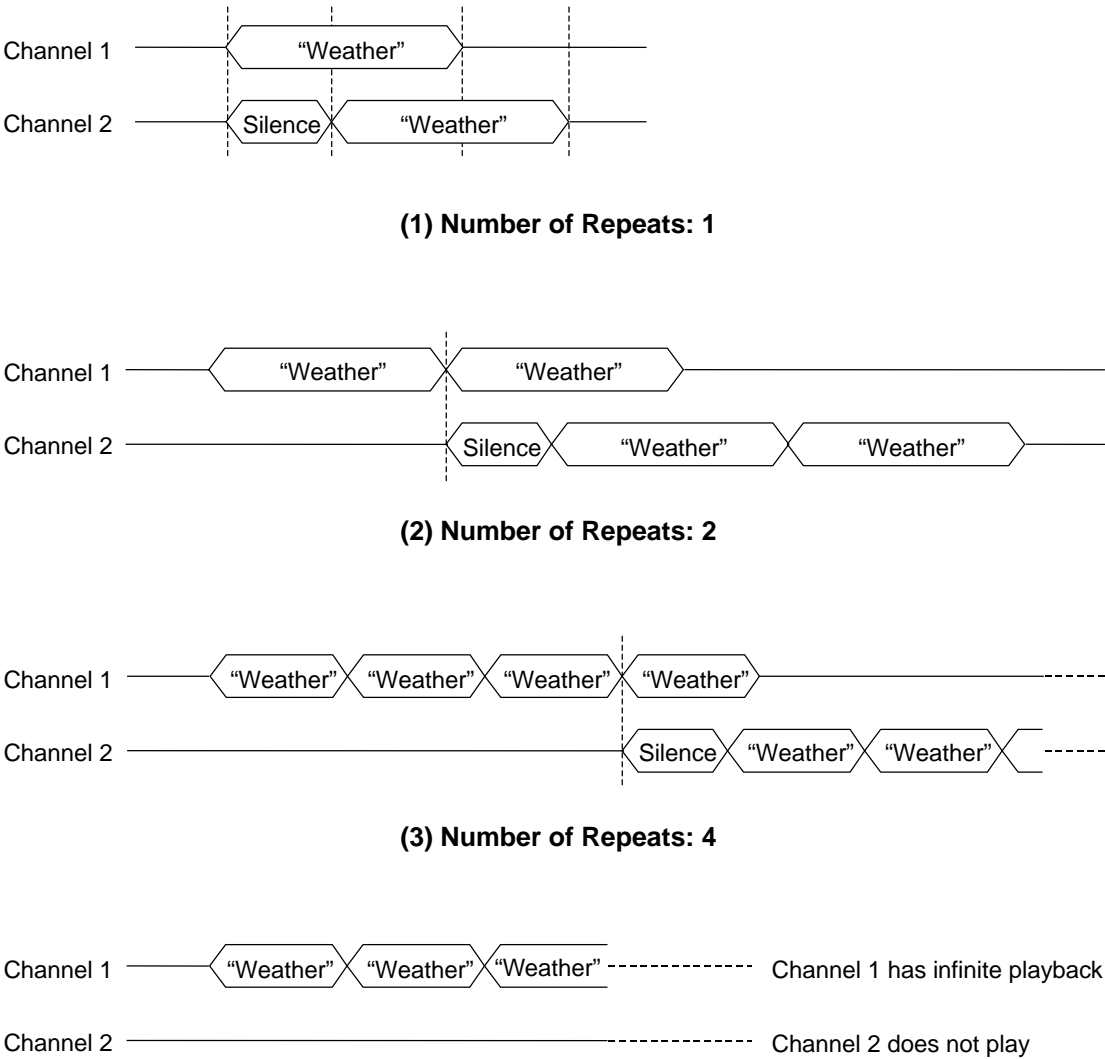 Channel 1 “Weather”
Channel 2 Silence “Weather”
(1) Number of Repeats: 1
Channel 1 “Weather” “Weather”
Channel 2 Silence “Weather” “Weather”
(2) Number of Repeats: 2
Channel 1 “Weather” “Weather” “Weather” “Weather”
Channel 2 Silence “Weather” “Weather”
(3) Number of Repeats: 4
Channel 1 “Weather” “Weather” “Weather” Channel 1 has infinite playback
Channel 2 Channel 2 does not play